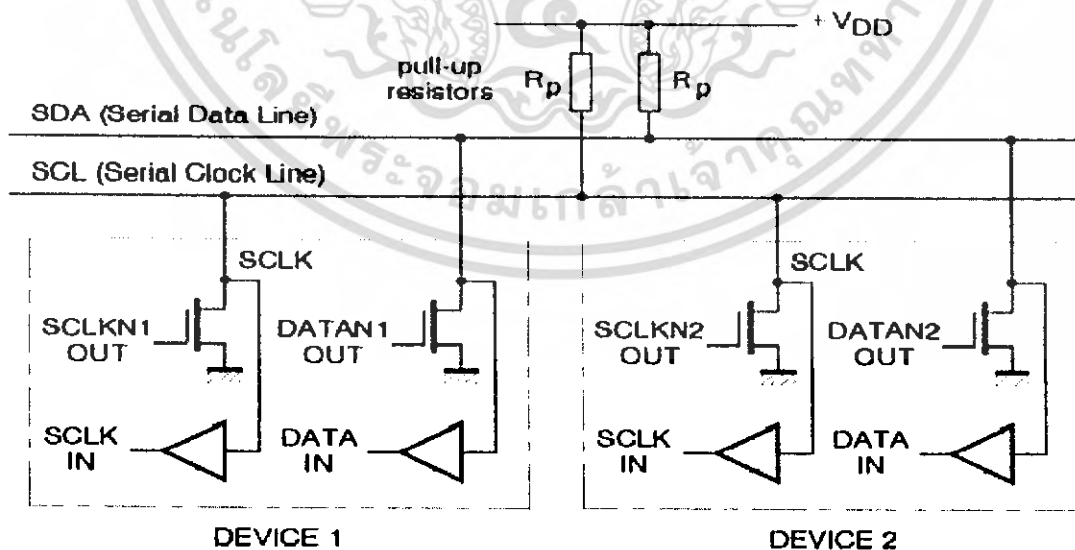 + VDD
pull-up
resistors
Rp
Rp
SDA (Serial Data Line)
SCL (Serial Clock Line)
SCLK
SCLK
SCLKN1
OUT
DATAN1
OUT
SCLKN2
OUT
DATAN2
OUT
SCLK
IN
DATA
IN
SCLK
IN
DATA
IN
DEVICE 1
DEVICE 2